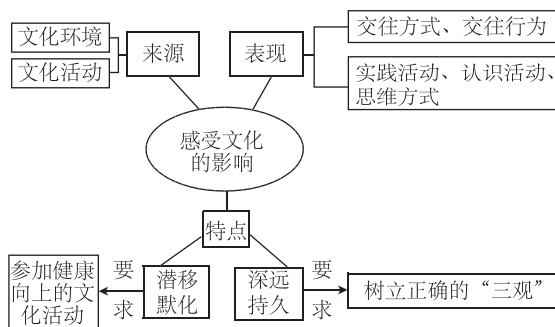 文化环境
文化活动
来源
表现
交往方式、交往行为
实践活动、认识活动、
思维方式
感受文化
的影响
特点
参加健康
向上的文
化活动
要
求
潜移
默化
深远
持久
要
求
树立正确的“三观”